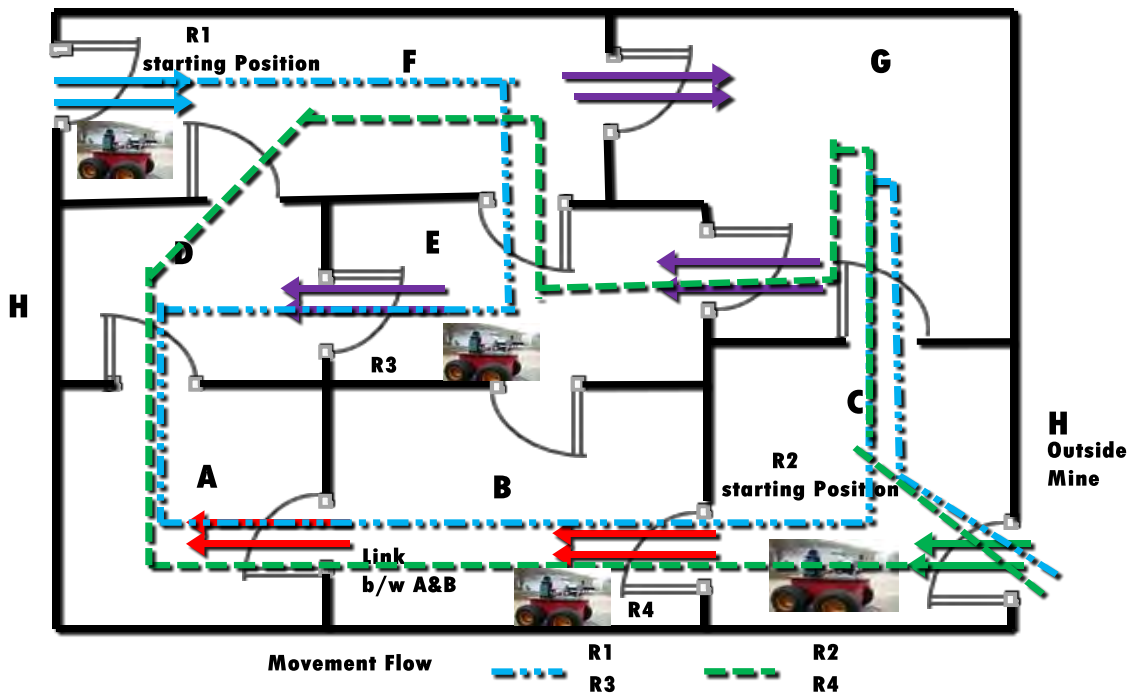 R1
starting Position
F
G
D
E
H
R3
C
H
Outside
Mine
A
B
R2
starting Position
Link
b/w A&B
R4
Movement Flow
R1
R3
R2
R4